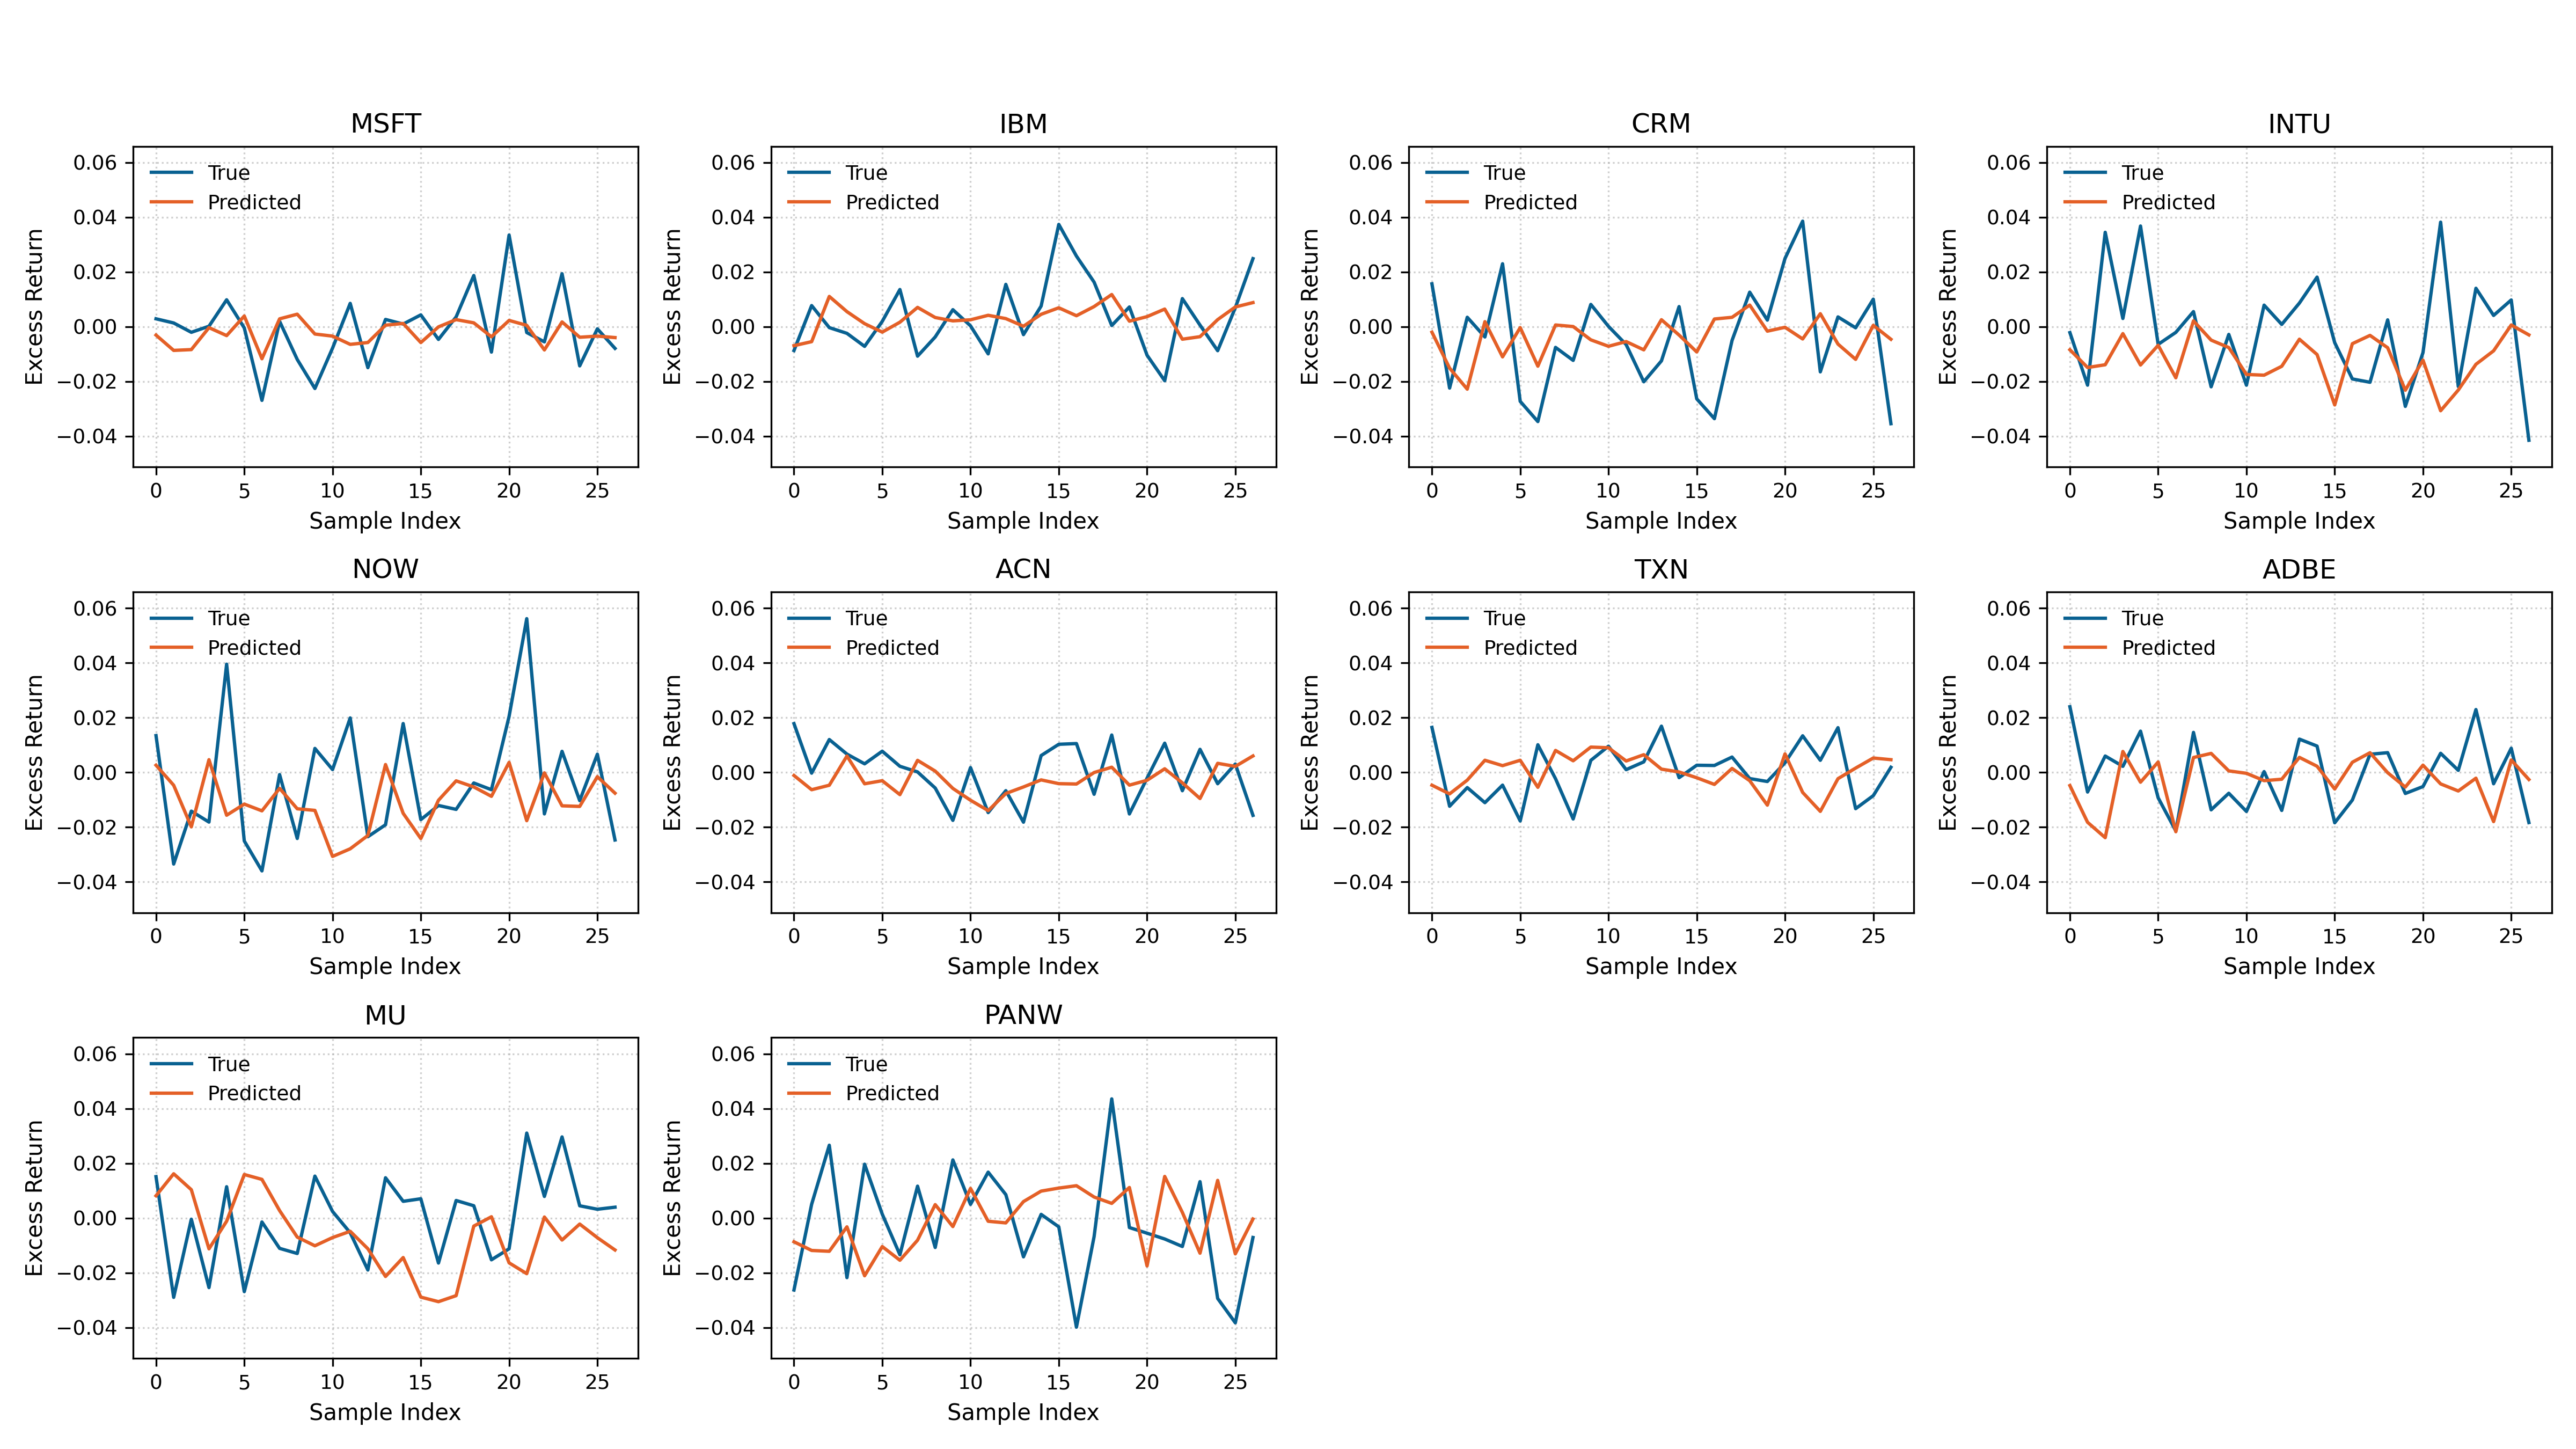 MSFT
Excess Return
0.06
0.04
0.02
0.00
−0.02
−0.04
True
Predicted
0 5 10 15 20 25
Sample Index
IBM
Excess Return
0.06
0.04
0.02
0.00
−0.02
−0.04
True
Predicted
0 5 10 15 20 25
Sample Index
CRM
Excess Return
0.06
0.04
0.02
0.00
−0.02
−0.04
True
Predicted
0 5 10 15 20 25
Sample Index
INTU
Excess Return
0.06
0.04
0.02
0.00
−0.02
−0.04
True
Predicted
0 5 10 15 20 25
Sample Index
NOW
Excess Return
0.06
0.04
0.02
0.00
−0.02
−0.04
True
Predicted
0 5 10 15 20 25
Sample Index
ACN
Excess Return
0.06
0.04
0.02
0.00
−0.02
−0.04
True
Predicted
0 5 10 15 20 25
Sample Index
TXN
Excess Return
0.06
0.04
0.02
0.00
−0.02
−0.04
True
Predicted
0 5 10 15 20 25
Sample Index
ADBE
Excess Return
0.06
0.04
0.02
0.00
−0.02
−0.04
True
Predicted
0 5 10 15 20 25
Sample Index
MU
Excess Return
0.06
0.04
0.02
0.00
−0.02
−0.04
True
Predicted
0 5 10 15 20 25
Sample Index
PANW
Excess Return
0.06
0.04
0.02
0.00
−0.02
−0.04
True
Predicted
0 5 10 15 20 25
Sample Index